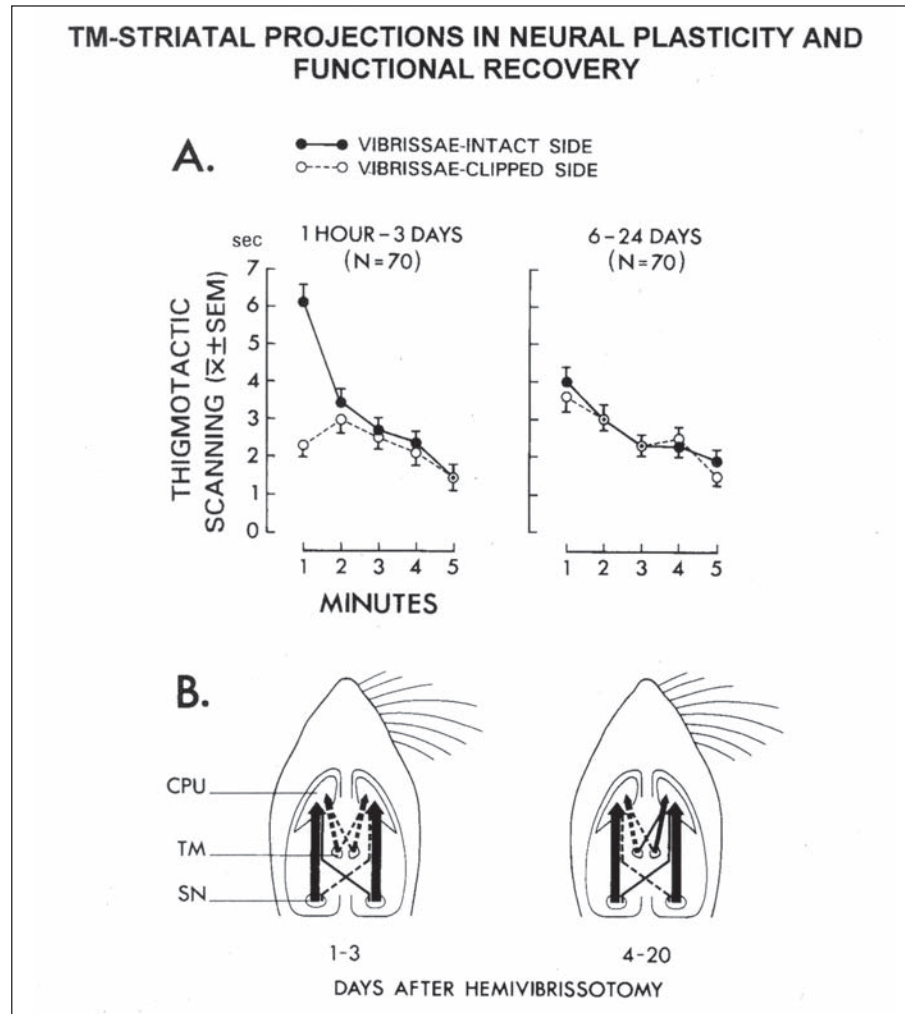 TM-STRIATAL PROJECTIONS IN NEURAL PLASTICITY AND
FUNCTIONAL RECOVERY
A.
VIBRISSAE-INTACT SIDE
VIBRISSAE-CLIPPED SIDE
sec
1 HOUR-3 DAYS
(N=70)
6-24 DAYS
(N=70)
THIGMOTACTIC
SCANNING (x̅±SEM)
7
6
5
4
3
2
1
0
1 2 3 4 5
1 2 3 4 5
MINUTES
B.
CPU
TM
SN
1-3
4-20
DAYS AFTER HEMIVIBRISSOTOMY